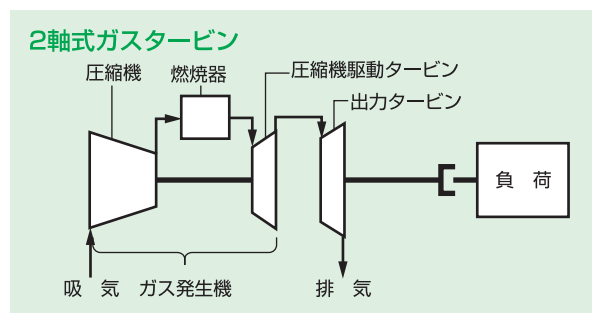 2軸式ガスタービン
圧縮機
燃焼器
圧縮機駆動タービン
出力タービン
負 荷
吸 気
ガス発生機
排 気